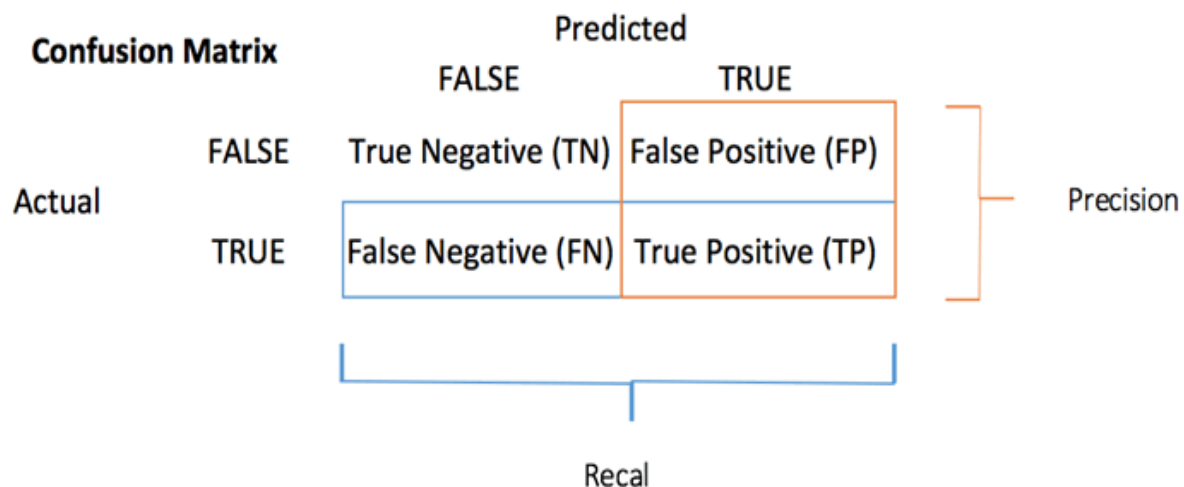 Confusion Matrix
Predicted
FALSE TRUE
FALSE True Negative (TN) False Positive (FP)
Actual
Precision
TRUE False Negative (FN) True Positive (TP)
Recal